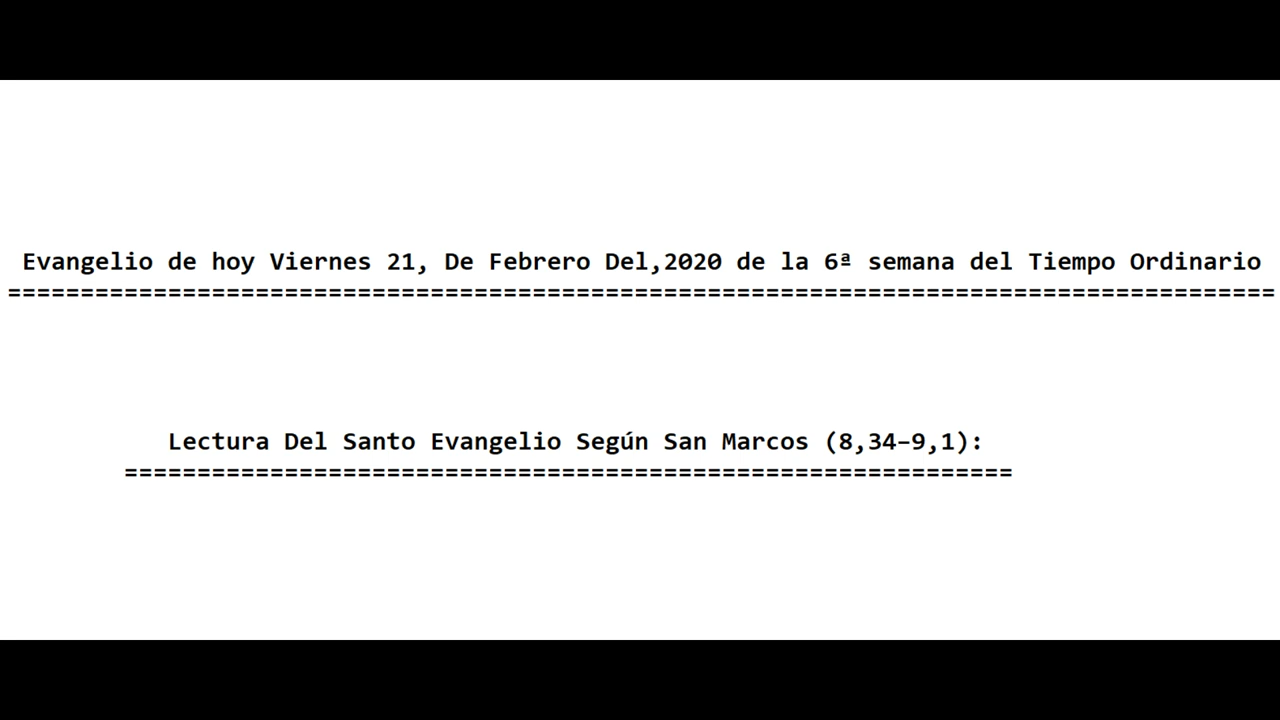 Evangelio de hoy Viernes 21, De Febrero Del,2020 de la 6ª semana del Tiempo Ordinario
=======================================================================================
Lectura Del Santo Evangelio Según San Marcos (8,34–9,1):
=============================================================